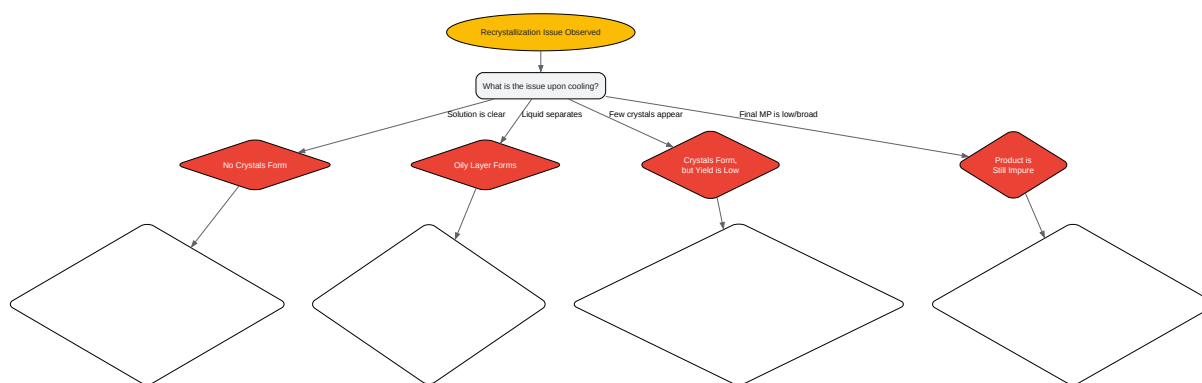 Recrystallization Issue Observed
What is the issue upon cooling?
Solution is clear
Liquid separates
Few crystals appear
Final MP is low/broad
No Crystals Form
Oily Layer Forms
Crystals Form,
but Yield is Low
Product is
Still Impure